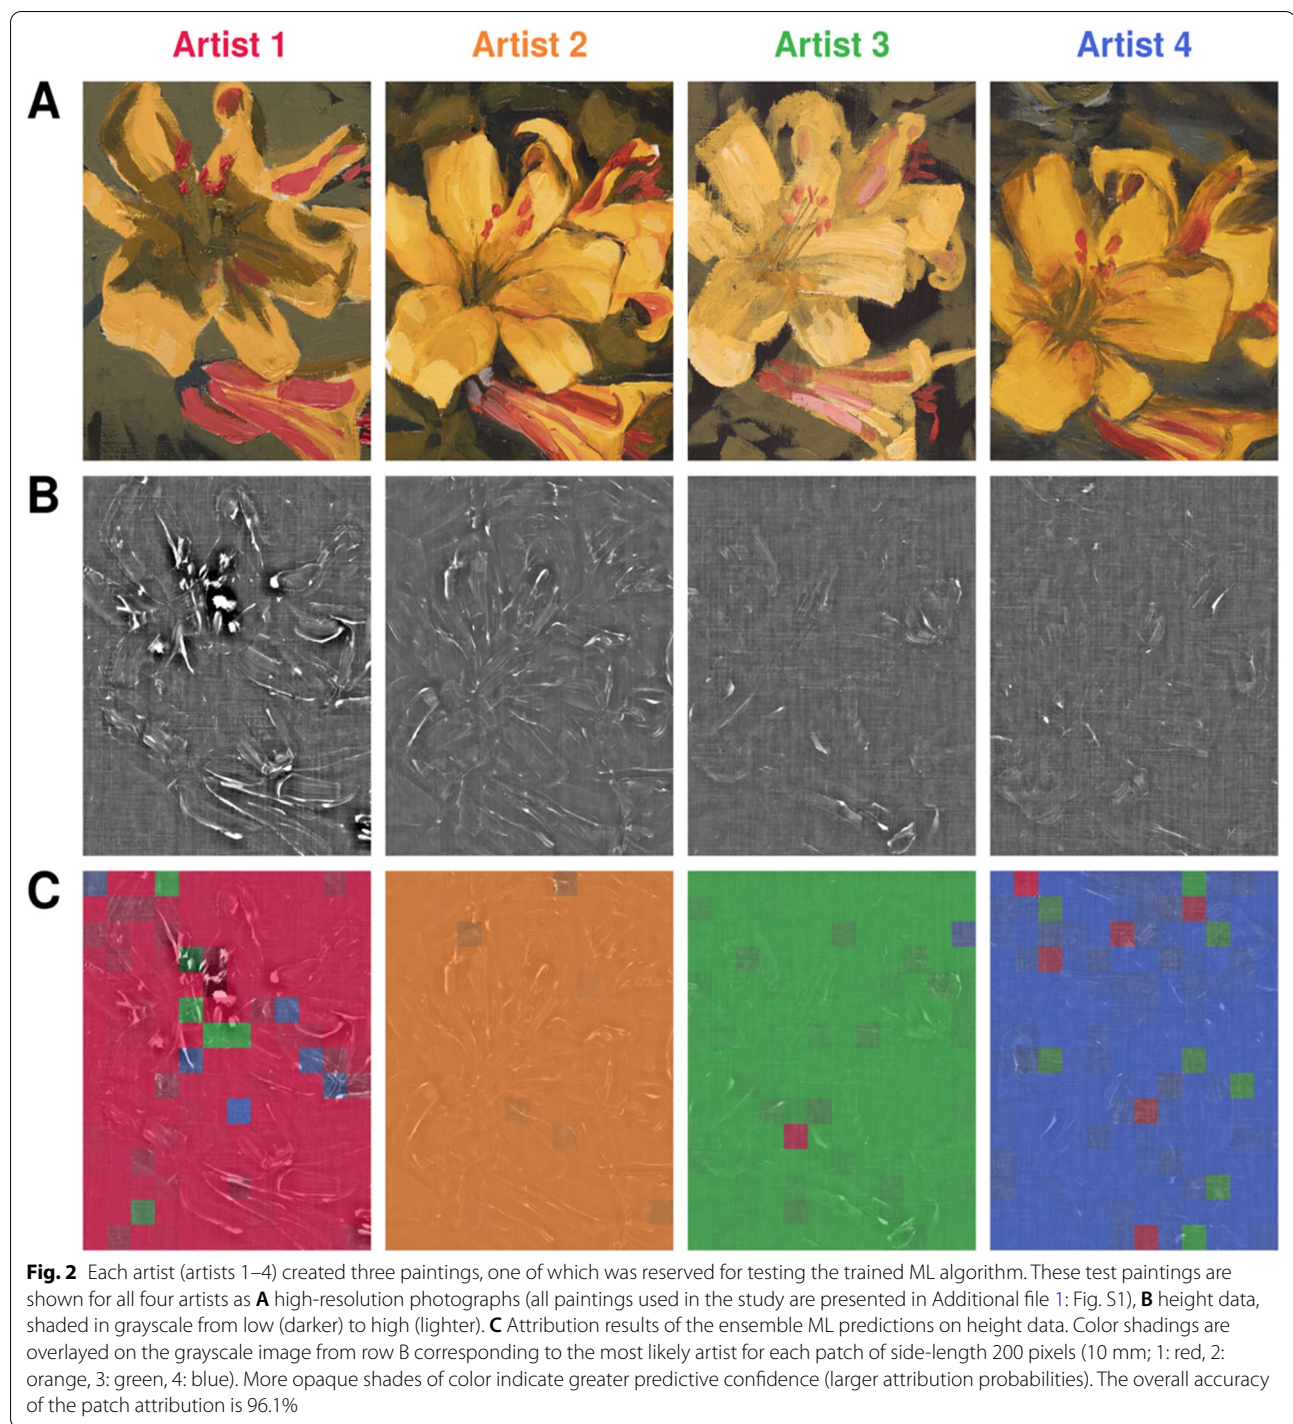 Artist 1 Artist 2 Artist 3 Artist 4
A
B
C
Fig. 2 Each artist (artists 1–4) created three paintings, one of which was reserved for testing the trained ML algorithm. These test paintings are
shown for all four artists as A high-resolution photographs (all paintings used in the study are presented in Additional file 1: Fig. S1), B height data,
shaded in grayscale from low (darker) to high (lighter). C Attribution results of the ensemble ML predictions on height data. Color shadings are
overlayed on the grayscale image from row B corresponding to the most likely artist for each patch of side-length 200 pixels (10 mm; 1: red, 2:
orange, 3: green, 4: blue). More opaque shades of color indicate greater predictive confidence (larger attribution probabilities). The overall accuracy
of the patch attribution is 96.1%